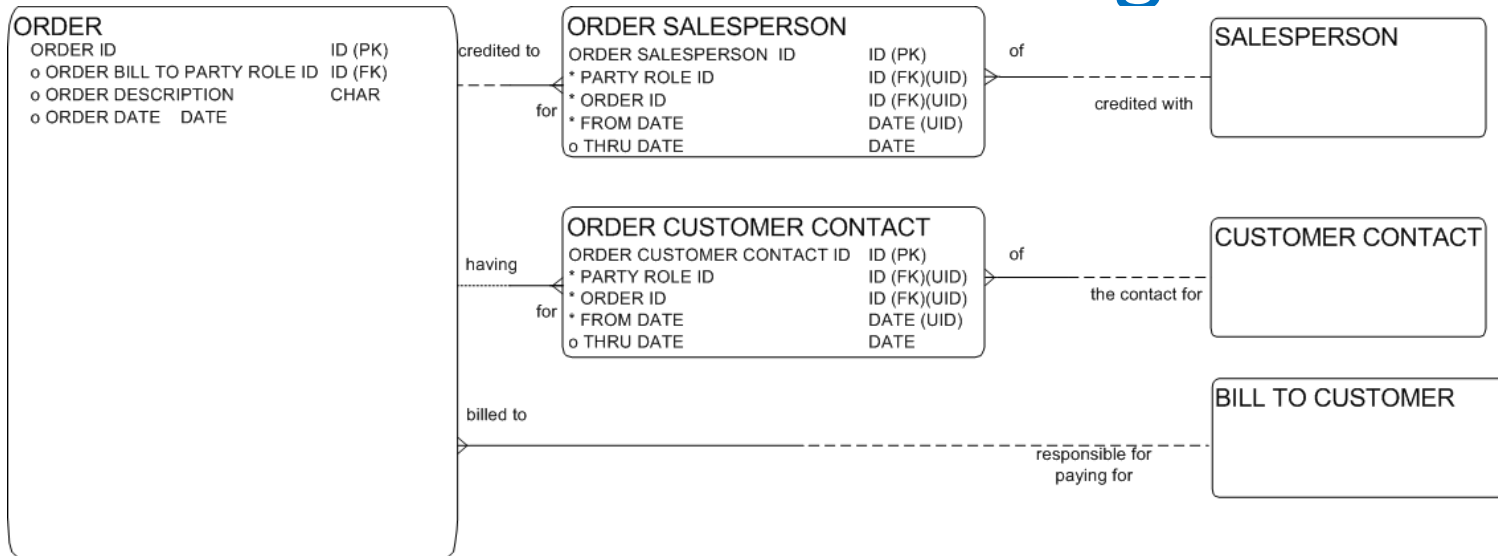 ORDER
ORDER ID ID (PK)
o ORDER BILL TO PARTY ROLE ID ID (FK)
o ORDER DESCRIPTION CHAR
o ORDER DATE DATE
credited to
for
ORDER SALESPERSON
ORDER SALESPERSON ID ID (PK)
* PARTY ROLE ID ID (FK)(UID)
* ORDER ID ID (FK)(UID)
* FROM DATE DATE (UID)
o THRU DATE DATE
of
credited with
SALESPERSON
having
for
ORDER CUSTOMER CONTACT
ORDER CUSTOMER CONTACT ID ID (PK)
* PARTY ROLE ID ID (FK)(UID)
* ORDER ID ID (FK)(UID)
* FROM DATE DATE (UID)
o THRU DATE DATE
of
the contact for
CUSTOMER CONTACT
billed to
responsible for
paying for
BILL TO CUSTOMER